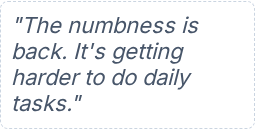 "The numbness is
back. It's getting
harder to do daily
tasks."